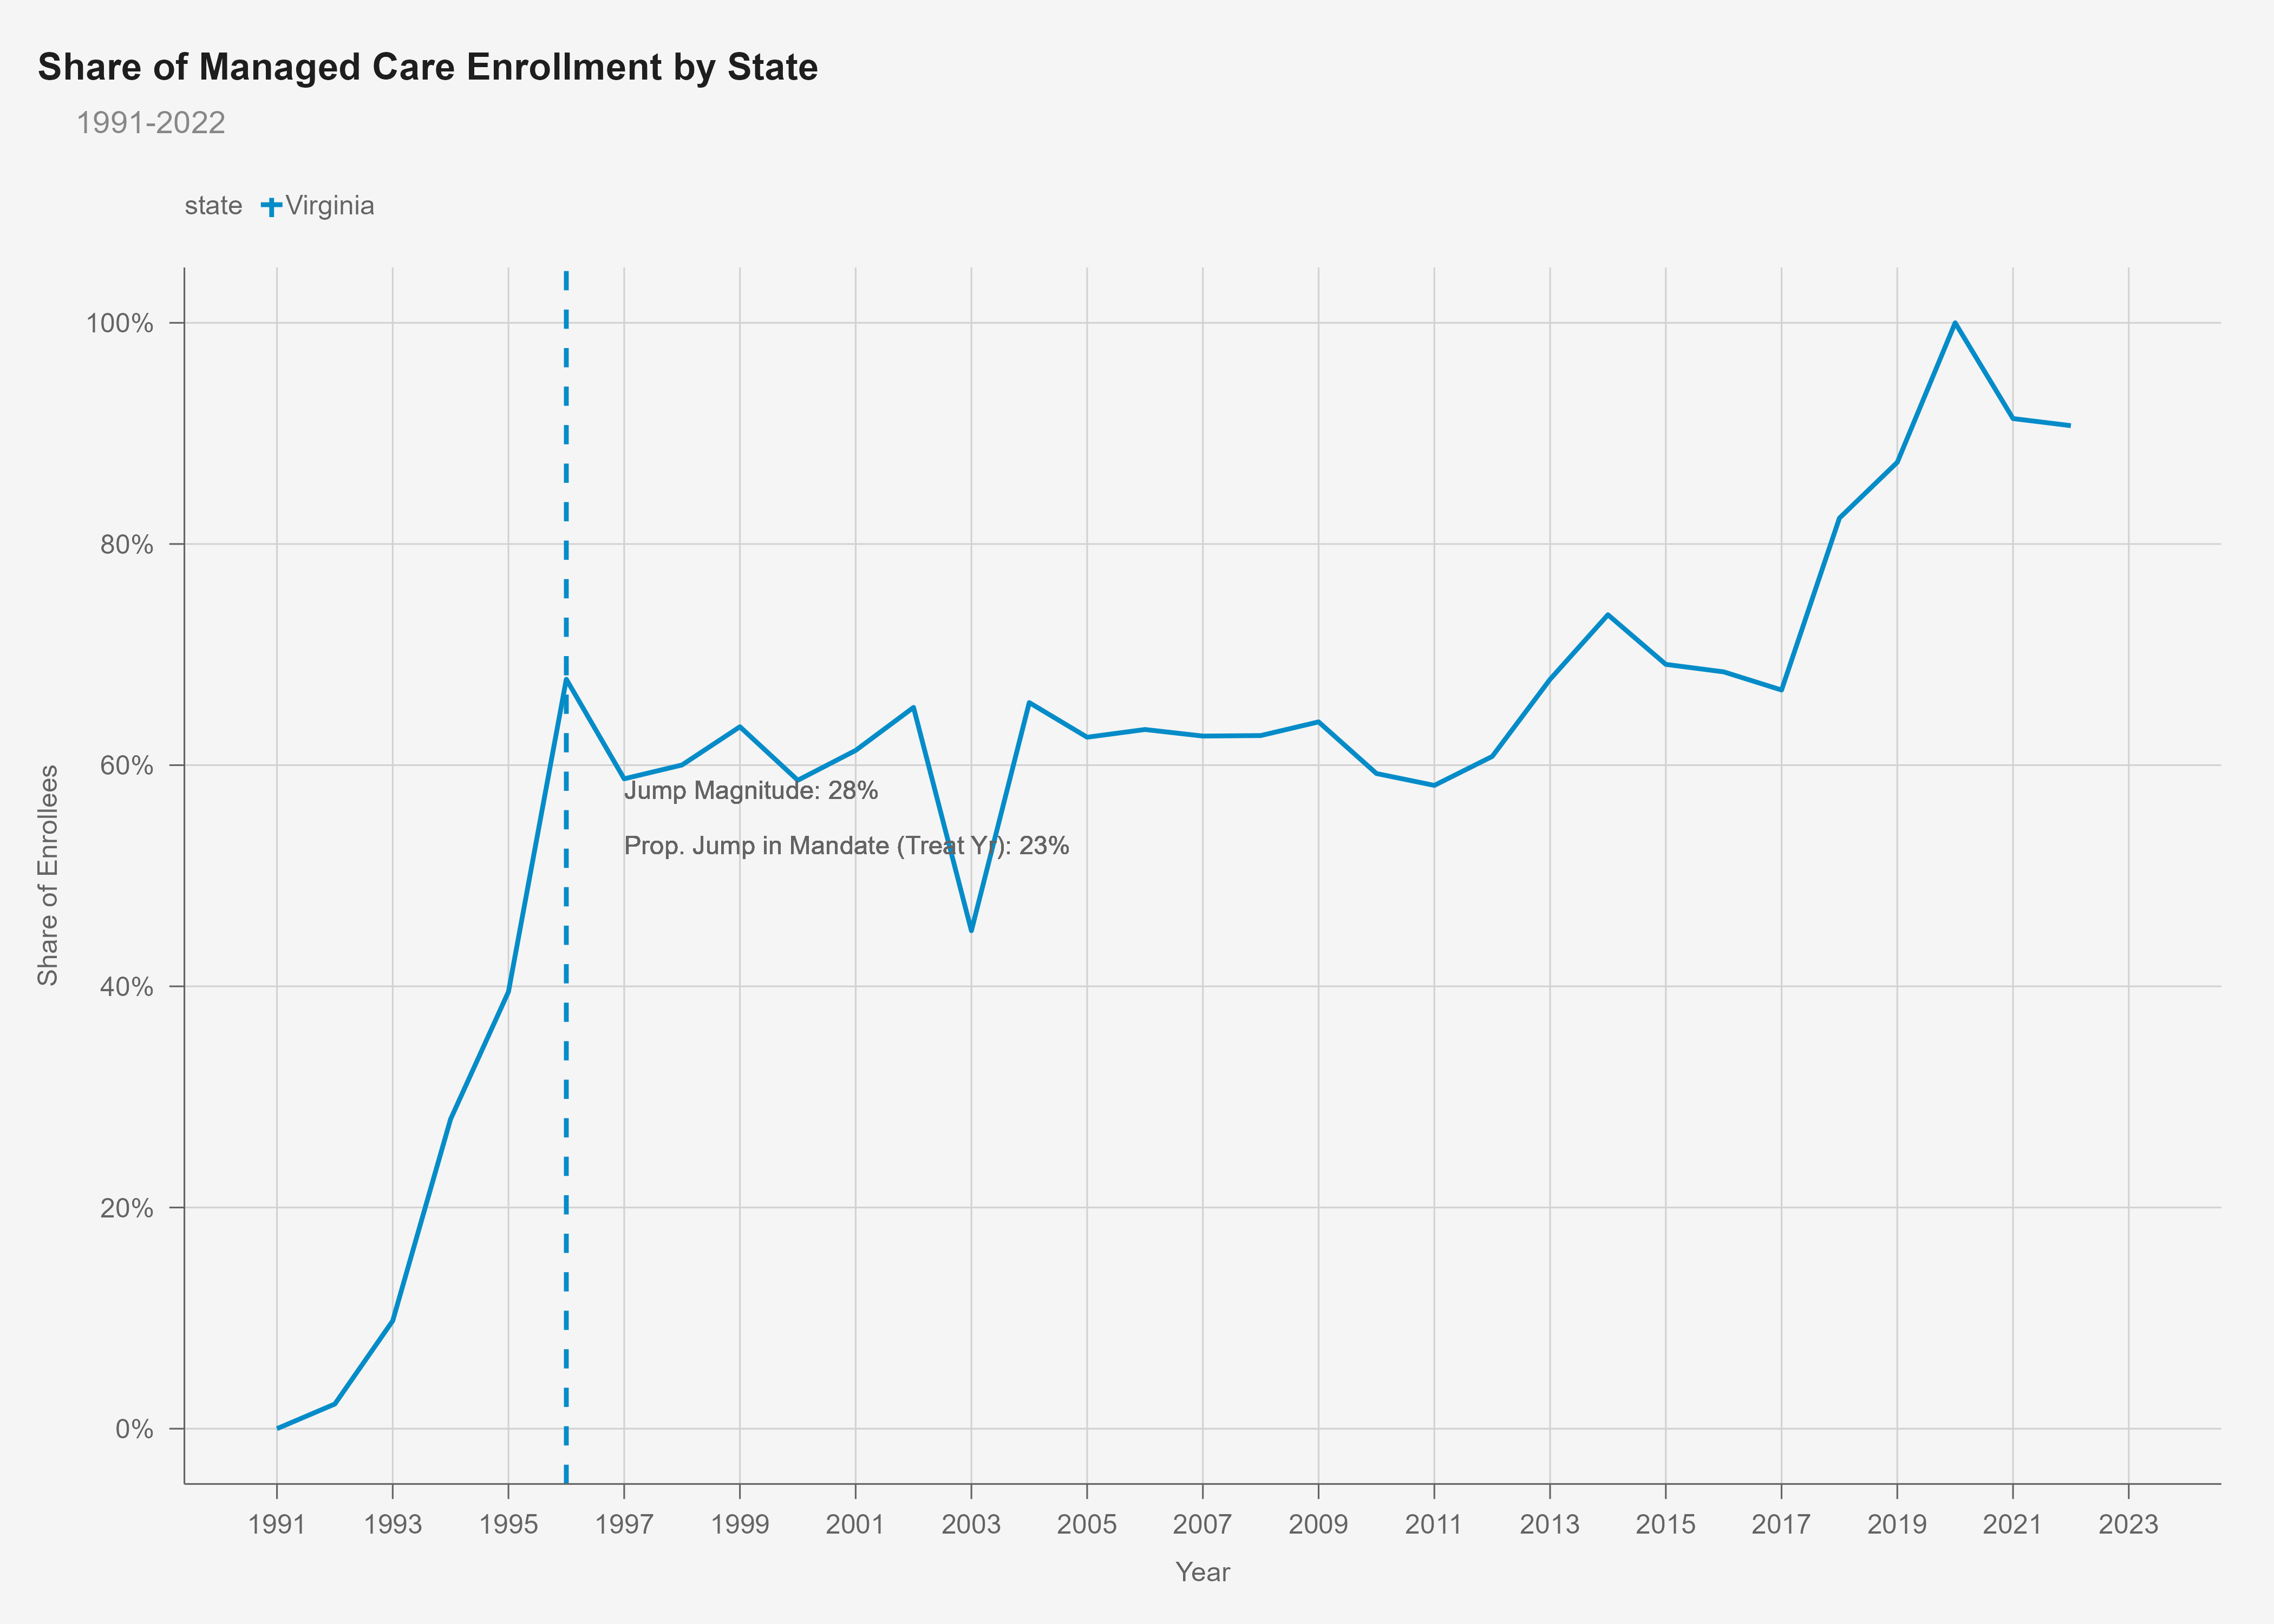 Share of Managed Care Enrollment by State
1991-2022
state Virginia
100%
80%
60%
40%
20%
0%
Share of Enrollees
Jump Magnitude: 28%
Prop. Jump in Mandate (Treat Yr): 23%
1991 1993 1995 1997 1999 2001 2003 2005 2007 2009 2011 2013 2015 2017 2019 2021 2023
Year